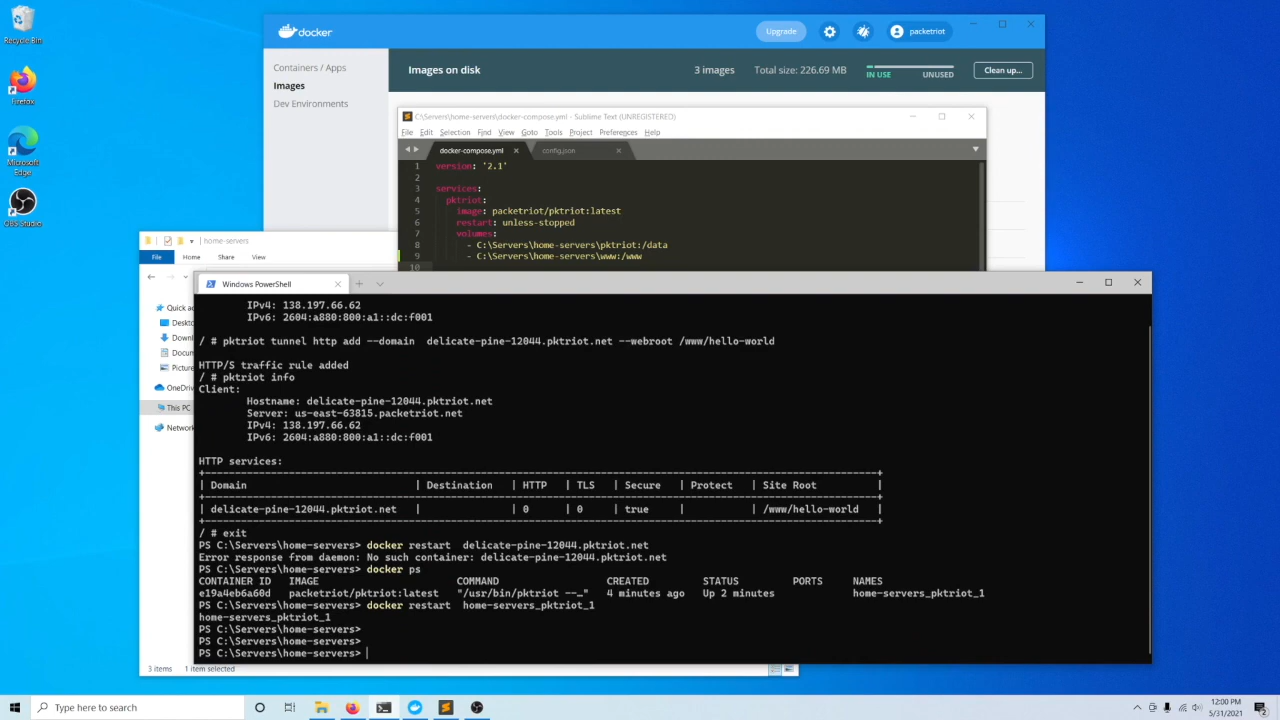 Recycle Bin
Firefox
Microsoft
Edge
OBS Studio
docker
Upgrade
packetriot
Containers / Apps
Images
Dev Environments
Images on disk
3 images
Total size: 226.69 MB
IN USE
UNUSED
Clean up...
C:\Servers\home-servers\docker-compose.yml - Sublime Text (UNREGISTERED)
File Edit Selection Find View Goto Tools Project Preferences Help
docker-compose.yml
config.json
1 version: '2.1'
2
3 services:
4 pktriot:
5 image: packetriot/pktriot:latest
6 restart: unless-stopped
7 volumes:
8 - C:\Servers\home-servers\pktriot:/data
9 - C:\Servers\home-servers\www:/www
10
home-servers
File Home Share View
Quick ac
Deskto
Downl
Docum
Picture
OneDriv
This PC
Network
3 items 1 item selected
Windows PowerShell
IPv4: 138.197.66.62
IPv6: 2604:a880:800:a1::dc:f001
/ # pktriot tunnel http add --domain delicate-pine-12044.pktriot.net --webroot /www/hello-world
HTTP/S traffic rule added
/ # pktriot info
Client:
Hostname: delicate-pine-12044.pktriot.net
Server: us-east-63815.packetriot.net
IPv4: 138.197.66.62
IPv6: 2604:a880:800:a1::dc:f001
HTTP services:
| Domain | Destination | HTTP | TLS | Secure | Protect | Site Root |
| delicate-pine-12044.pktriot.net | | 0 | 0 | true | | /www/hello-world |
/ # exit
PS C:\Servers\home-servers> docker restart delicate-pine-12044.pktriot.net
Error response from daemon: No such container: delicate-pine-12044.pktriot.net
PS C:\Servers\home-servers> docker ps
CONTAINER ID IMAGE COMMAND CREATED STATUS PORTS NAMES
e19a4eb6a60d packetriot/pktriot:latest "/usr/bin/pktriot --…" 4 minutes ago Up 2 minutes home-servers_pktriot_1
PS C:\Servers\home-servers> docker restart home-servers_pktriot_1
home-servers_pktriot_1
PS C:\Servers\home-servers>
PS C:\Servers\home-servers>
PS C:\Servers\home-servers>
Type here to search
12:00 PM
5/31/2021
2